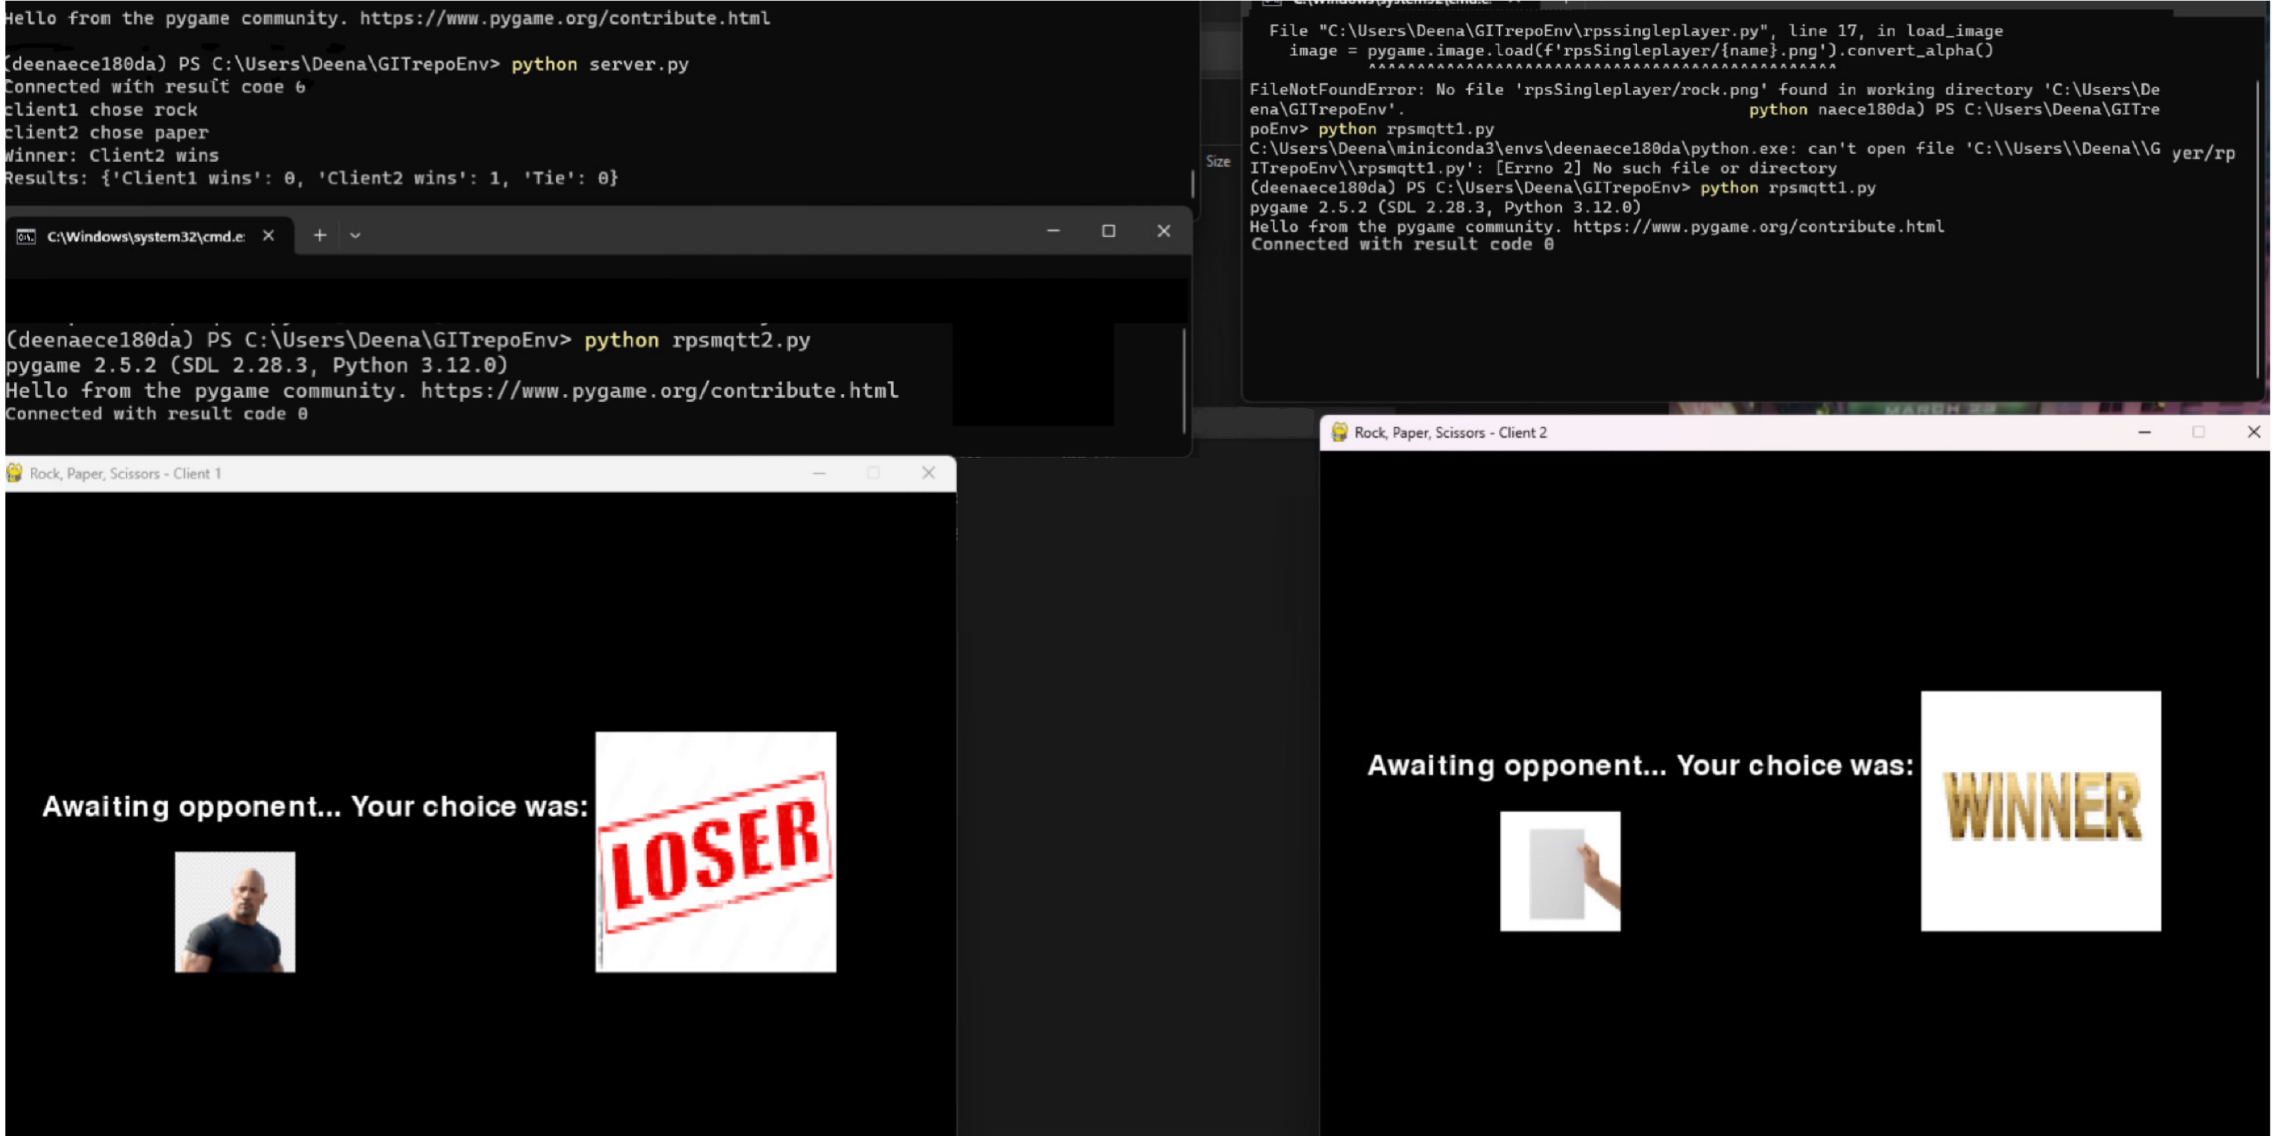 Hello from the pygame community. https://www.pygame.org/contribute.html
(deenaece180da) PS C:\Users\Deena\GITrepoEnv> python server.py
Connected with result code 0
client1 chose rock
client2 chose paper
Winner: Client2 wins
Results: {'Client1 wins': 0, 'Client2 wins': 1, 'Tie': 0}
C:\Windows\system32\cmd.e
(deenaece180da) PS C:\Users\Deena\GITrepoEnv> python rpsmqtt2.py
pygame 2.5.2 (SDL 2.28.3, Python 3.12.0)
Hello from the pygame community. https://www.pygame.org/contribute.html
Connected with result code 0
Size
File "C:\Users\Deena\GITrepoEnv\rpssingleplayer.py", line 17, in load_image
image = pygame.image.load(f'rpsSingleplayer/{name}.png').convert_alpha()
^^^^^^^^^^^^^^^^^^^^^^^^^^^^^^^^^^^^^^^^^^^^^^^^
FileNotFoundError: No file 'rpsSingleplayer/rock.png' found in working directory 'C:\Users\De
ena\GITrepoEnv'. python naece180da) PS C:\Users\Deena\GITre
poEnv> python rpsmqtt1.py
C:\Users\Deena\miniconda3\envs\deenaece180da\python.exe: can't open file 'C:\\Users\\Deena\\G yer/rp
ITrepoEnv\\rpsmqtt1.py': [Errno 2] No such file or directory
(deenaece180da) PS C:\Users\Deena\GITrepoEnv> python rpsmqtt1.py
pygame 2.5.2 (SDL 2.28.3, Python 3.12.0)
Hello from the pygame community. https://www.pygame.org/contribute.html
Connected with result code 0
MARCH 22
Rock, Paper, Scissors - Client 1
Awaiting opponent... Your choice was:
LOSER
Rock, Paper, Scissors - Client 2
Awaiting opponent... Your choice was:
WINNER